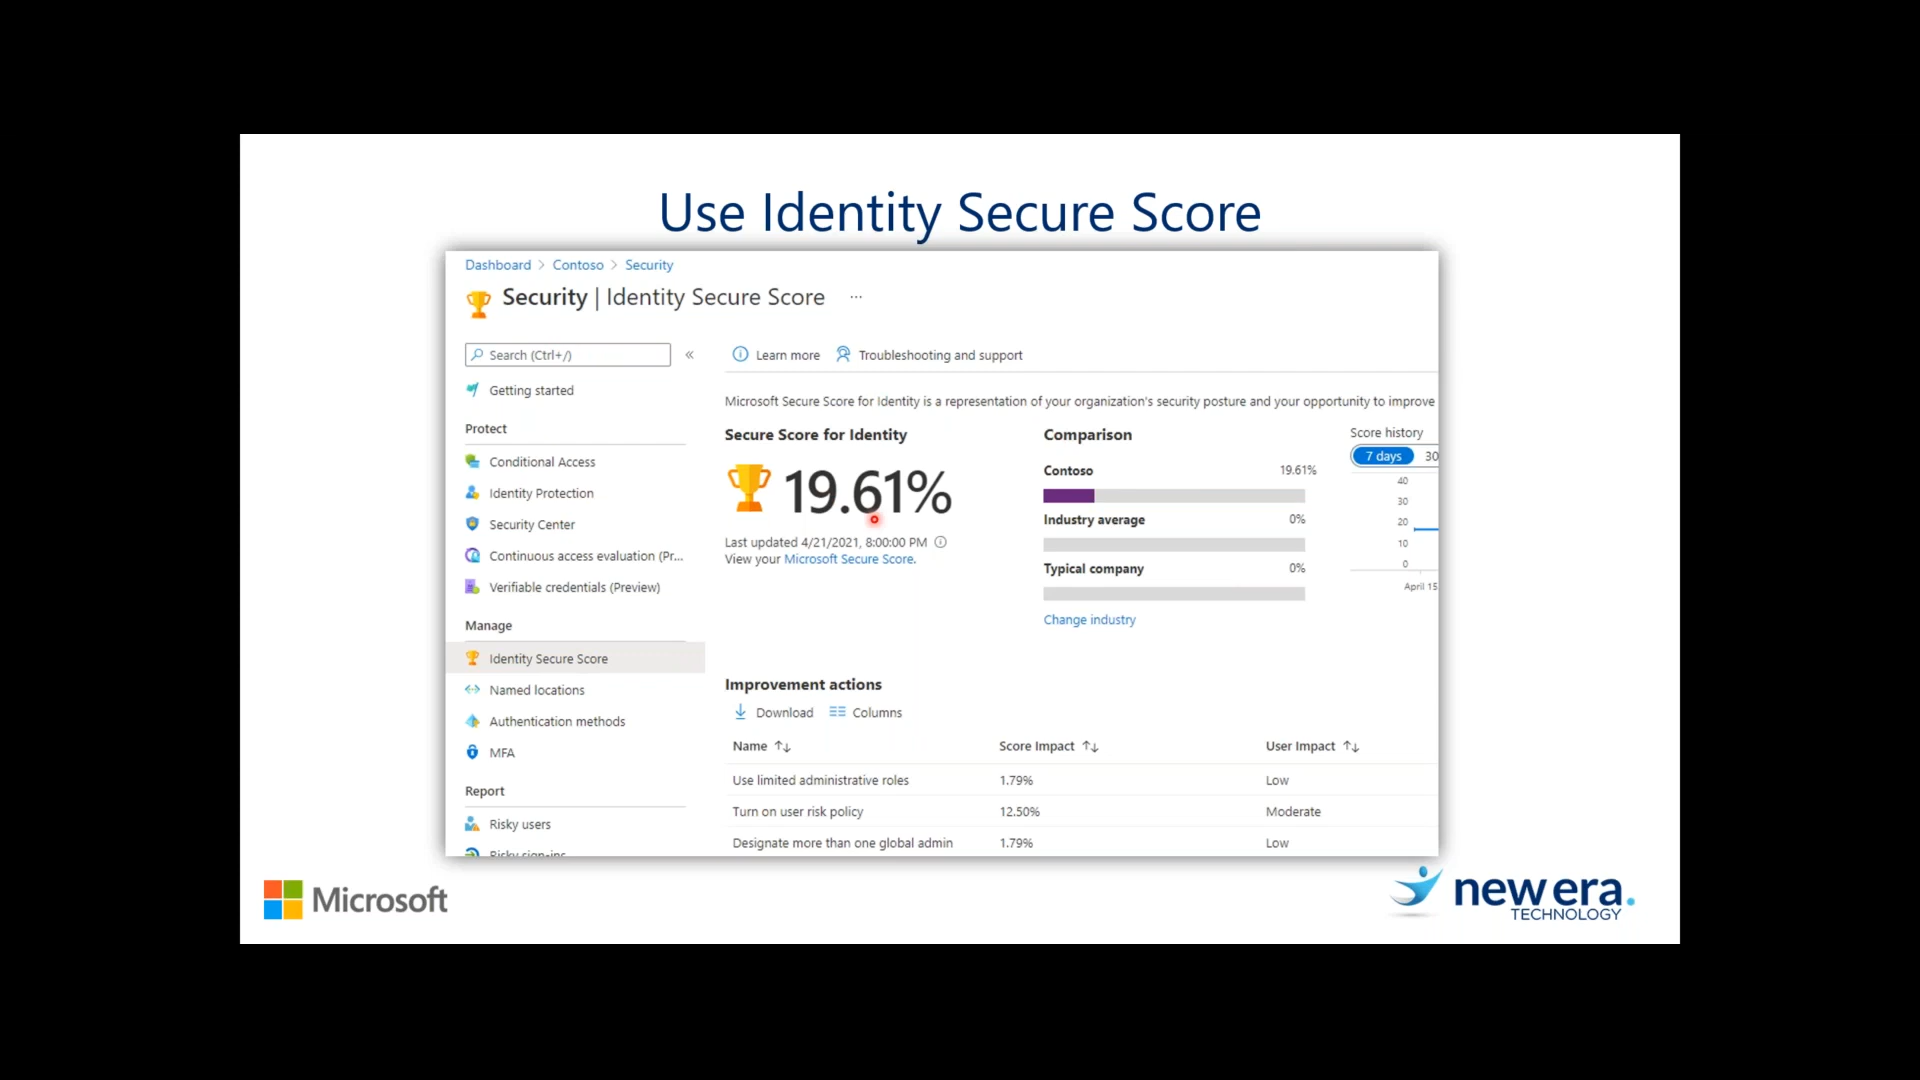 Use Identity Secure Score
Dashboard > Contoso > Security
Security | Identity Secure Score ...
Search (Ctrl+/) «
Getting started
Protect
Conditional Access
Identity Protection
Security Center
Continuous access evaluation (Pr...
Verifiable credentials (Preview)
Manage
Identity Secure Score
Named locations
Authentication methods
MFA
Report
Risky users
Risky sign-ins
Learn more Troubleshooting and support
Microsoft Secure Score for Identity is a representation of your organization's security posture and your opportunity to improve
Secure Score for Identity
19.61%
Last updated 4/21/2021, 8:00:00 PM
View your Microsoft Secure Score.
Comparison
Contoso 19.61%
Industry average 0%
Typical company 0%
Change industry
Score history
7 days 30
40
30
20
10
0
April 15
Improvement actions
Download Columns
Name ↑↓ Score Impact ↑↓ User Impact ↑↓
Use limited administrative roles 1.79% Low
Turn on user risk policy 12.50% Moderate
Designate more than one global admin 1.79% Low
Microsoft
new era.
TECHNOLOGY